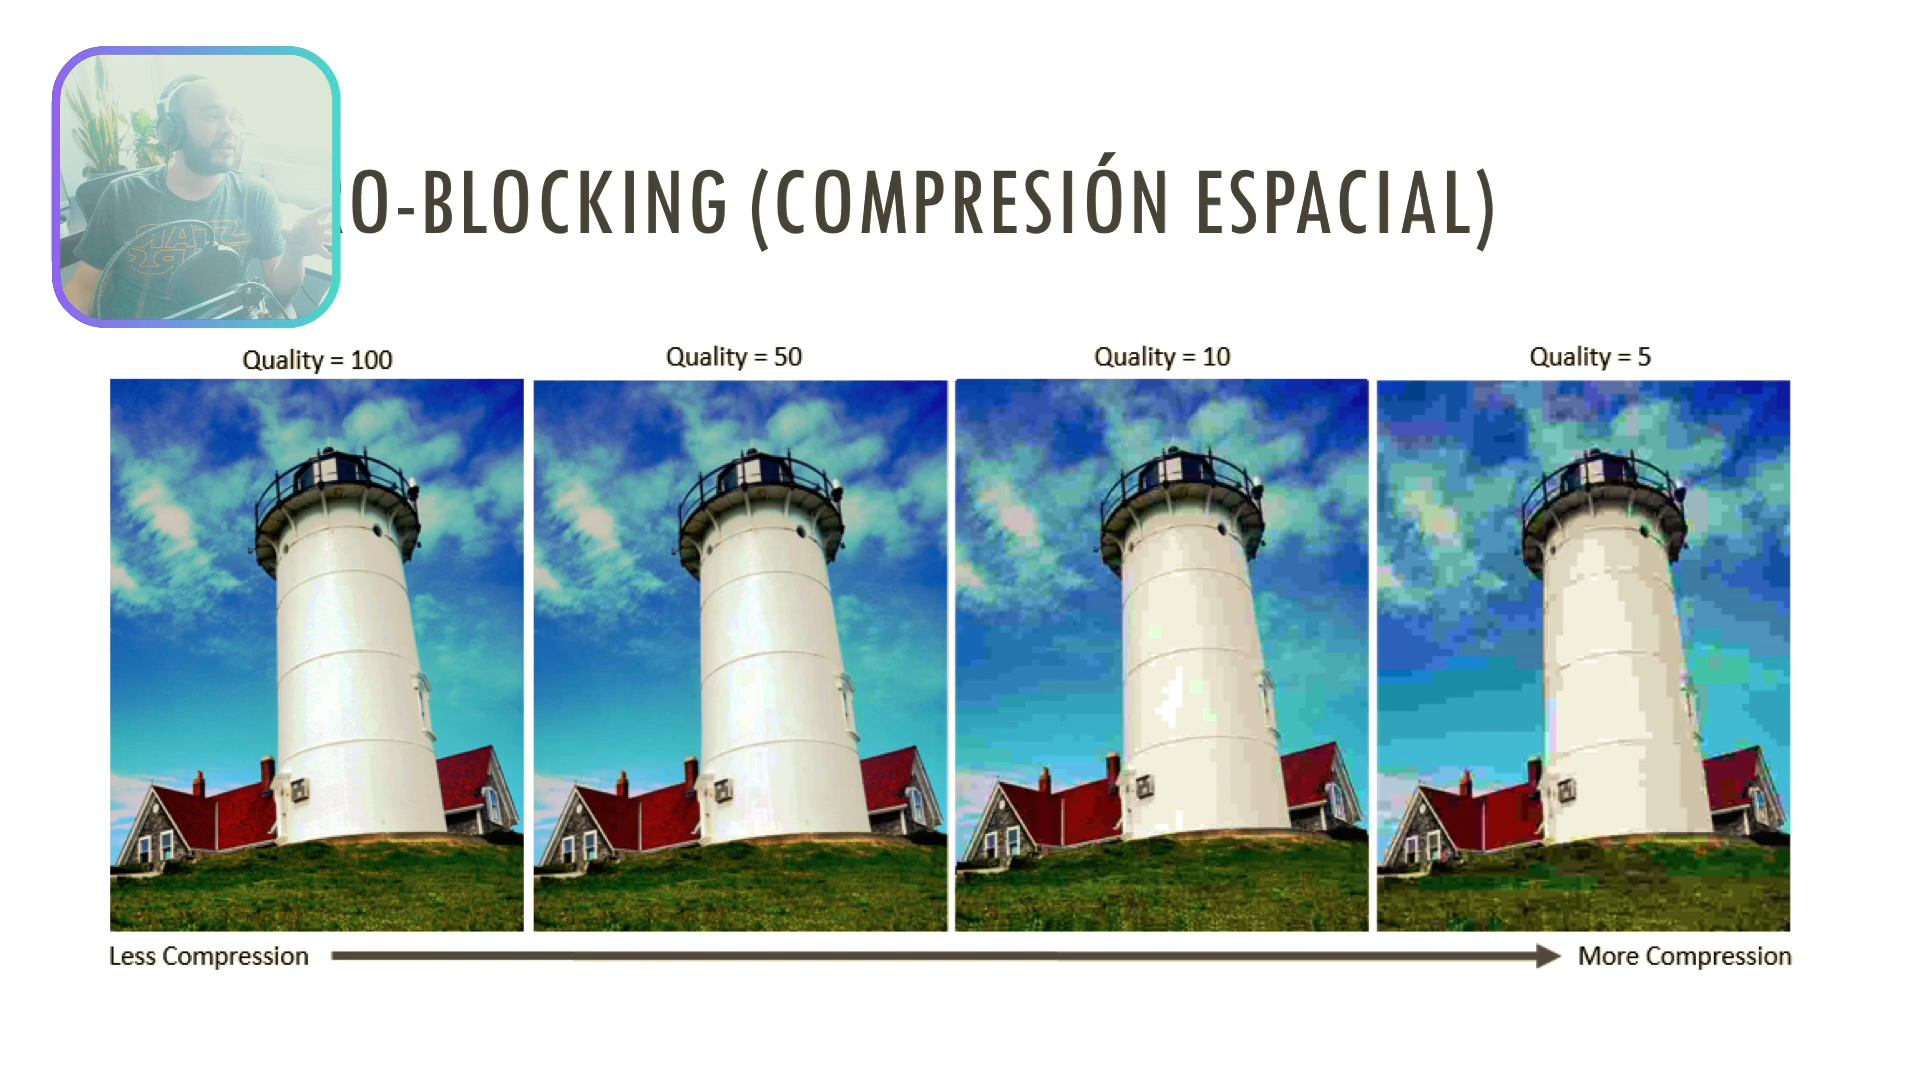 O-BLOCKING (COMPRESIÓN ESPACIAL)
Quality = 100
Quality = 50
Quality = 10
Quality = 5
Less Compression
More Compression